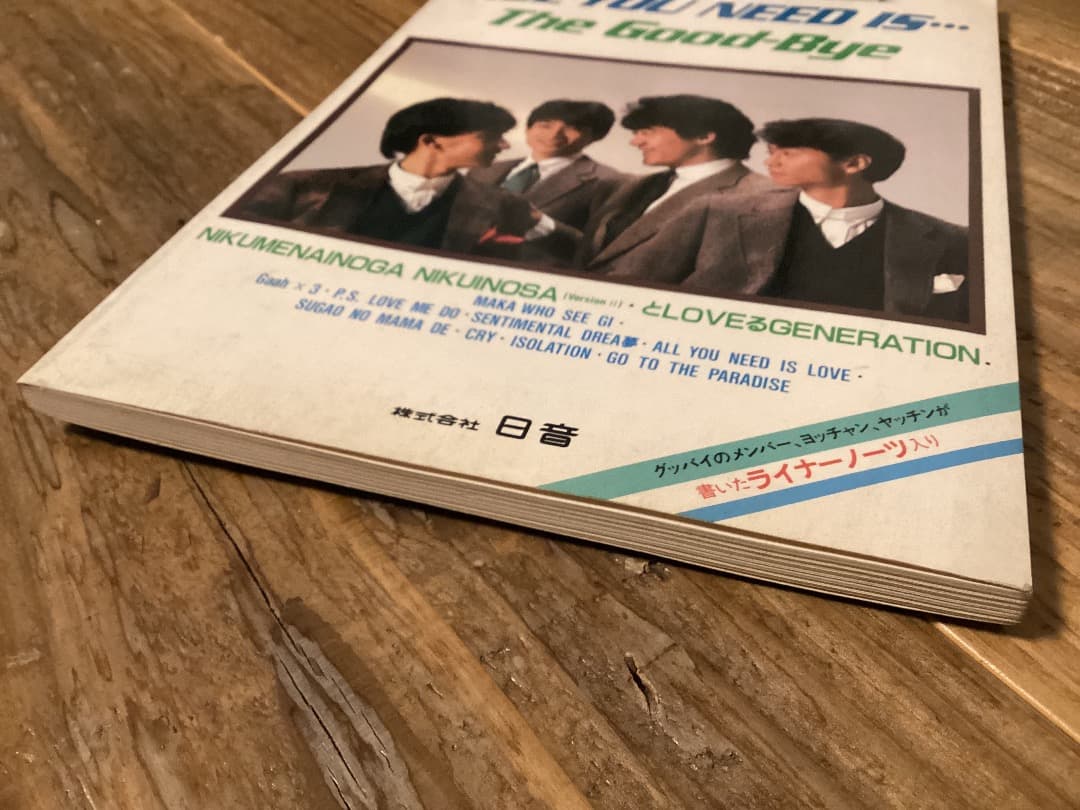 YOU NEED IS...
The Good-Bye
NIKUMENAINOGA NIKUINOSA (Version II)・とLOVEるGENERATION・
Gaah × 3・P.S. LOVE ME DO・MAKA WHO SEE GI・
SUGAO NO MAMA DE・SENTIMENTAL DREA夢・ALL YOU NEED IS LOVE・
CRY・ISOLATION・GO TO THE PARADISE
株式会社 日音
グッバイのメンバー、ヨッチャン、ヤッチンが
書いたライナーノーツ入り